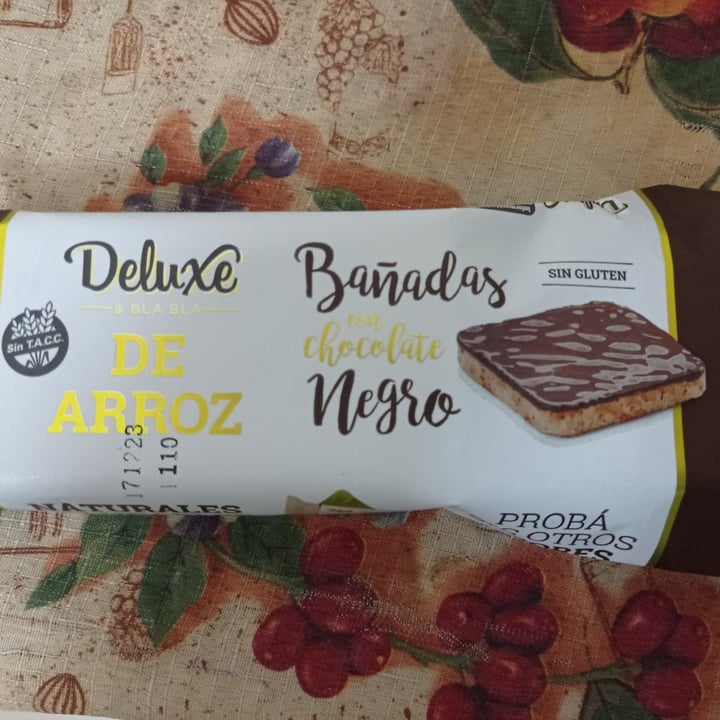 Deluxe
& BLA BLA
DE
ARROZ
Sin T.A.C.C.
171223
1110
NATURALES
Bañadas
con
chocolate
Negro
SIN GLUTEN
PROBÁ
OTROS